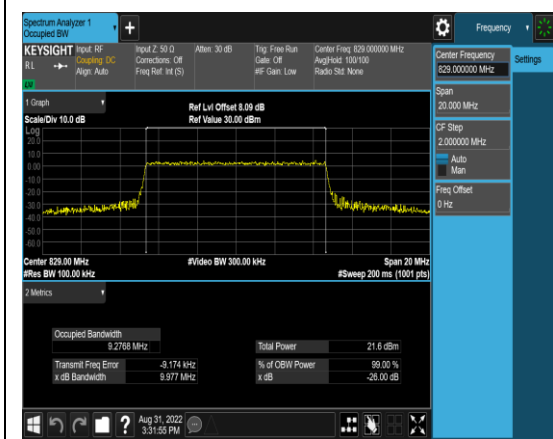 Spectrum Analyzer 1
Occupied BW
+
Frequency
KEYSIGHT
RL
Input: RF
Coupling: DC
Align: Auto
Input Z: 50 Ω
Corrections: Off
Freq Ref: Int (S)
Atten: 30 dB
Trig: Free Run
Gate: Off
#IF Gain: Low
Center Freq: 829.000000 MHz
Avg|Hold: 100/100
Radio Std: None
Center Frequency
829.000000 MHz
Settings
Span
20.000 MHz
CF Step
2.000000 MHz
Auto
Man
Freq Offset
0 Hz
1 Graph
Scale/Div 10.0 dB
Ref Lvl Offset 8.09 dB
Ref Value 30.00 dBm
Log
20.0
10.0
0.00
-10.0
-20.0
-30.0
-40.0
-50.0
-60.0
Center 829.00 MHz
#Res BW 100.00 kHz
#Video BW 300.00 kHz
Span 20 MHz
#Sweep 200 ms (1001 pts)
2 Metrics
Occupied Bandwidth
9.2768 MHz
Total Power 21.6 dBm
Transmit Freq Error -9.174 kHz
% of OBW Power 99.00 %
x dB Bandwidth 9.977 MHz
x dB -26.00 dB
?
Aug 31, 2022
3:31:55 PM